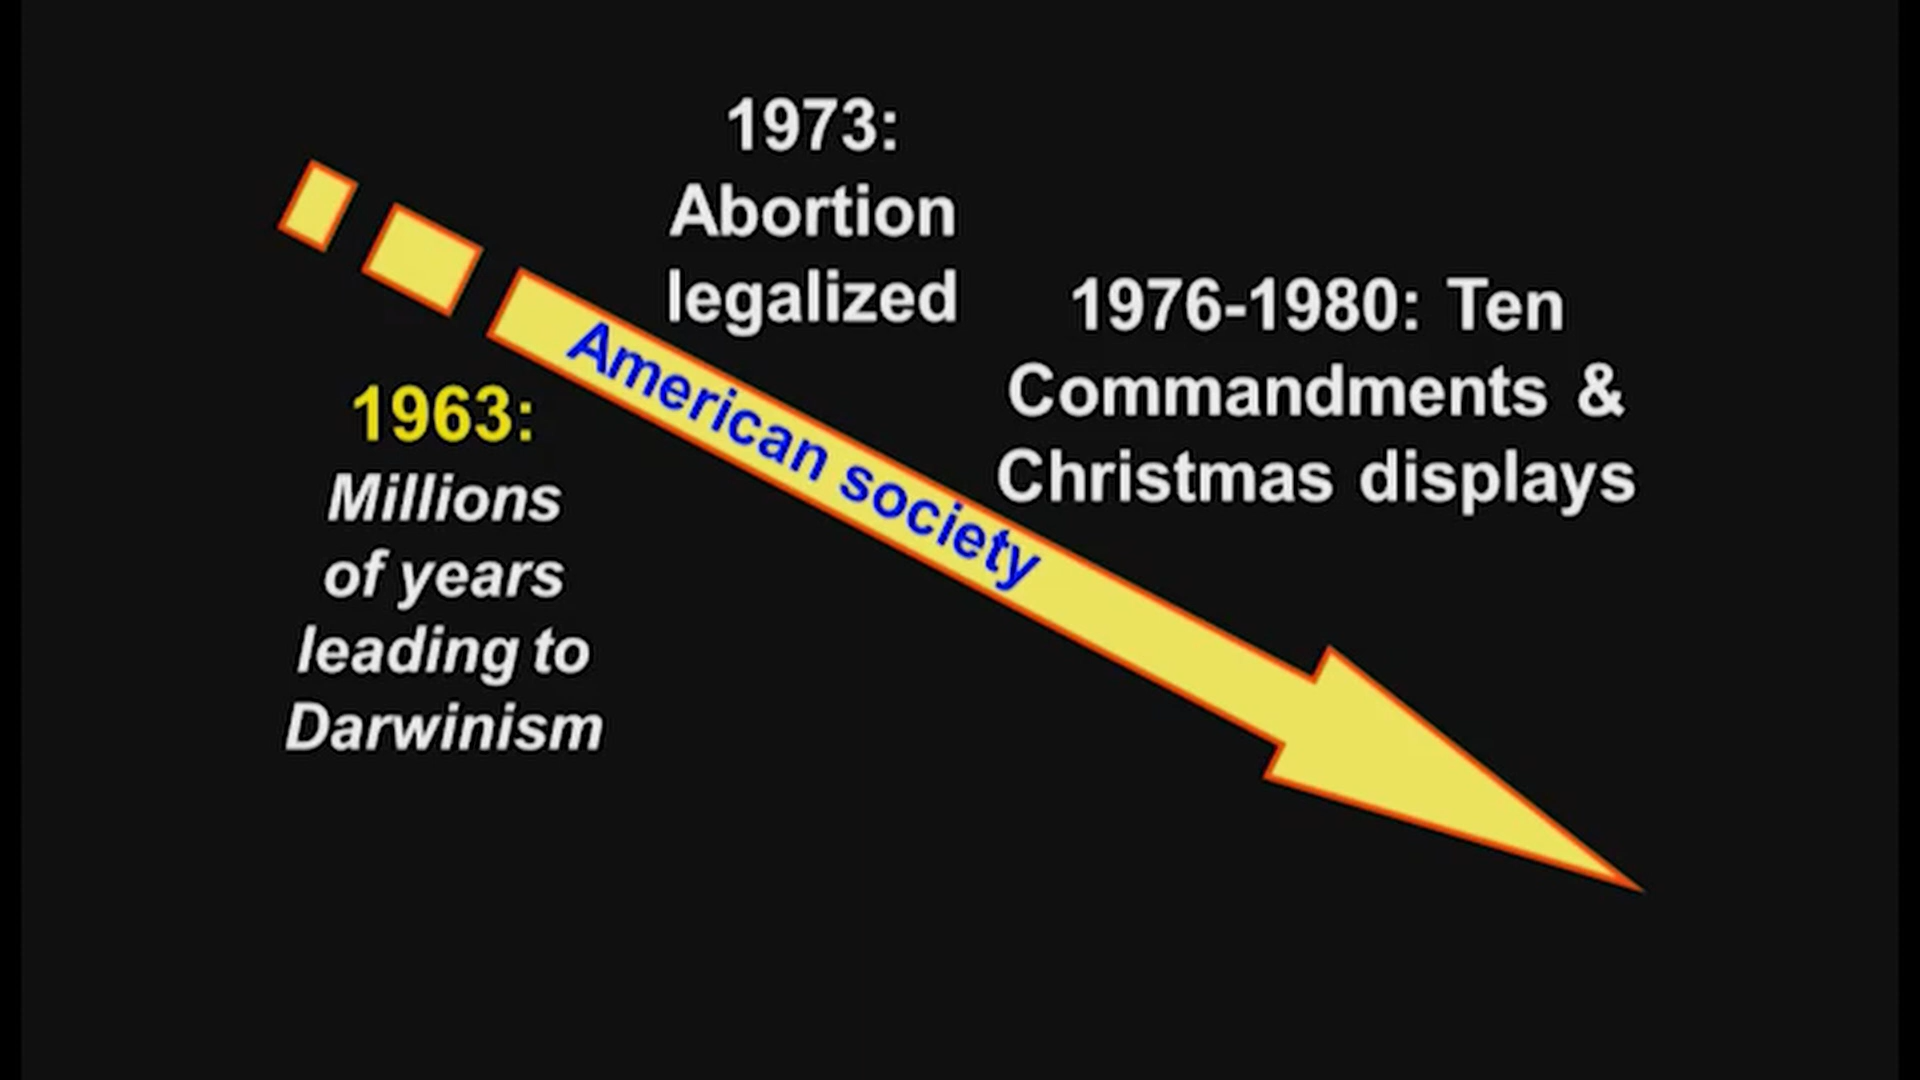 1973:
Abortion
legalized
1976-1980: Ten
Commandments &
Christmas displays
American society
1963:
Millions
of years
leading to
Darwinism